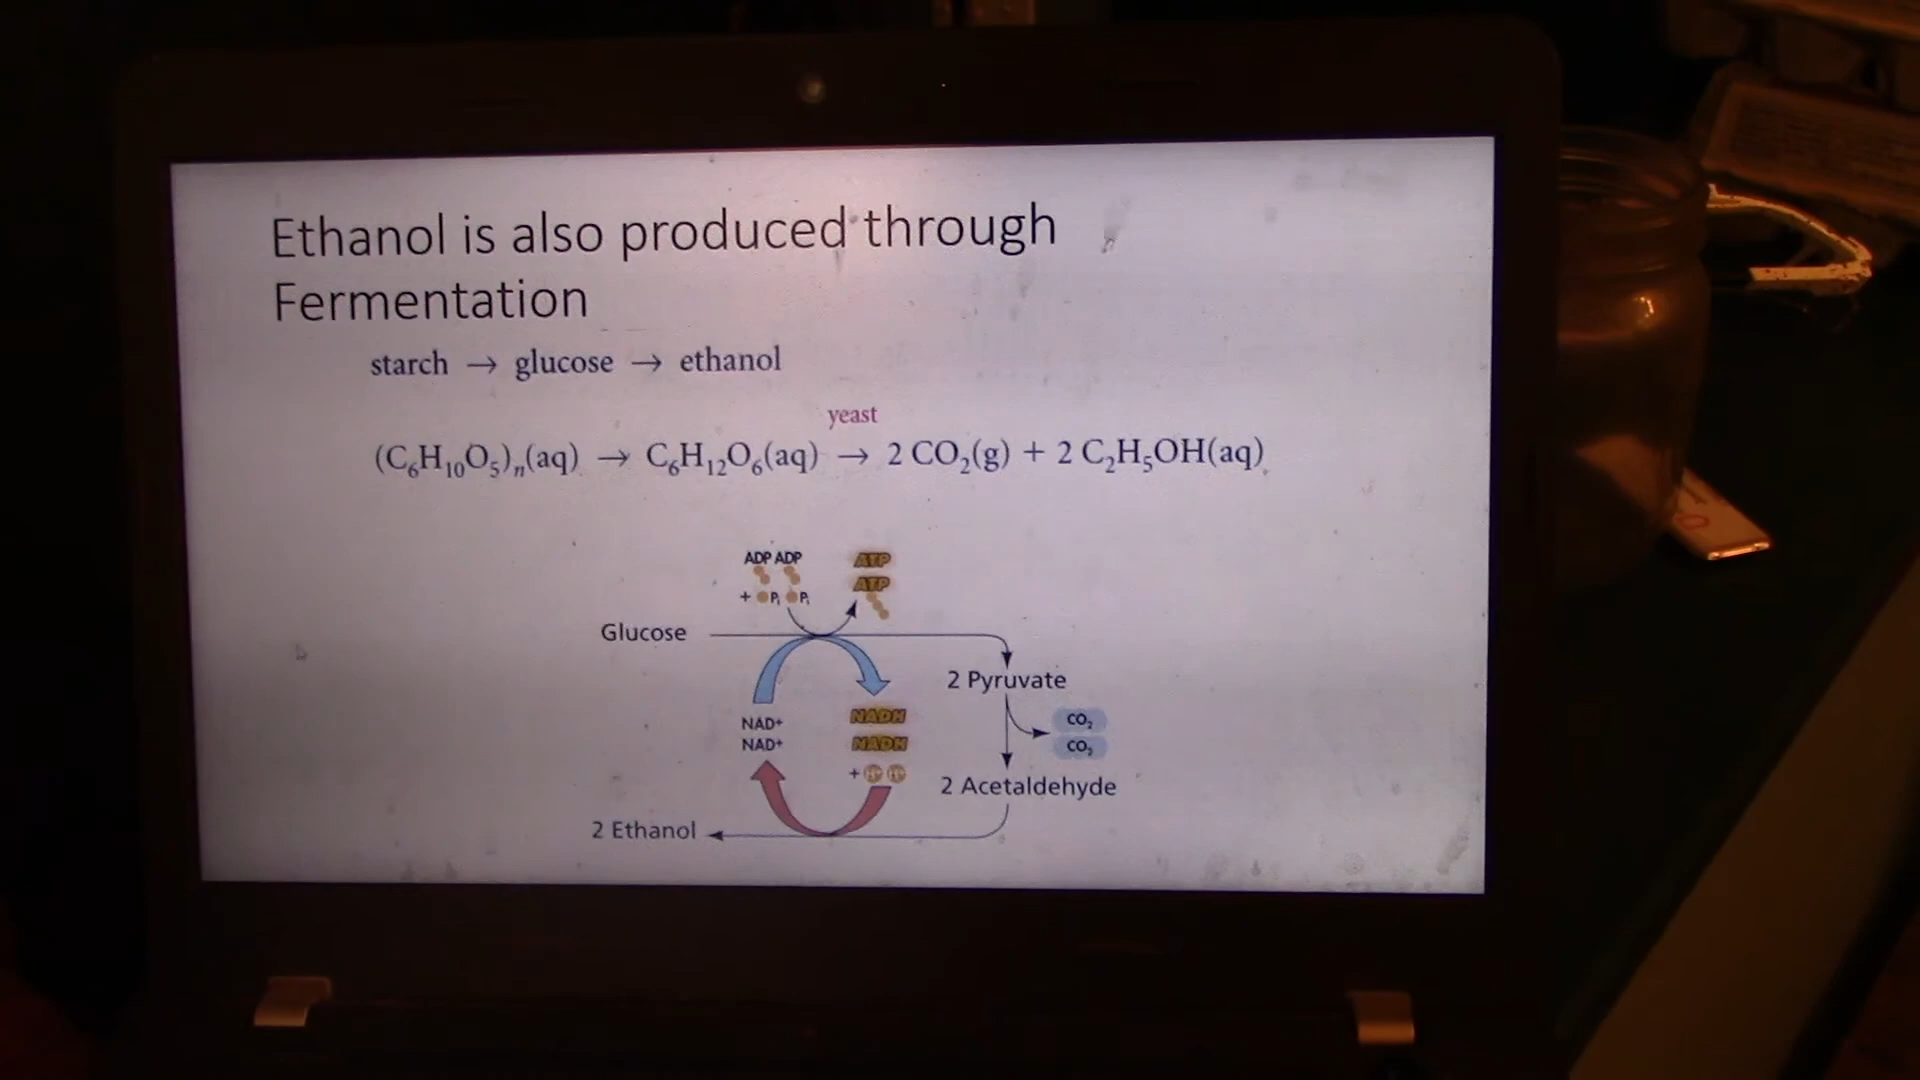 Ethanol is also produced through
Fermentation
starch → glucose → ethanol
yeast
(C₆H₁₀O₅)ₙ(aq) → C₆H₁₂O₆(aq) → 2 CO₂(g) + 2 C₂H₅OH(aq)
ADP ADP
ATP
ATP
+ Pᵢ Pᵢ
Glucose
2 Pyruvate
NAD+
NADH
CO₂
NAD+
NADH
CO₂
+ H+ H+
2 Acetaldehyde
2 Ethanol